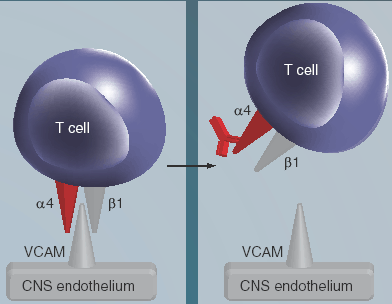 T cell
α4
β1
VCAM
CNS endothelium
T cell
α4
β1
VCAM
CNS endothelium